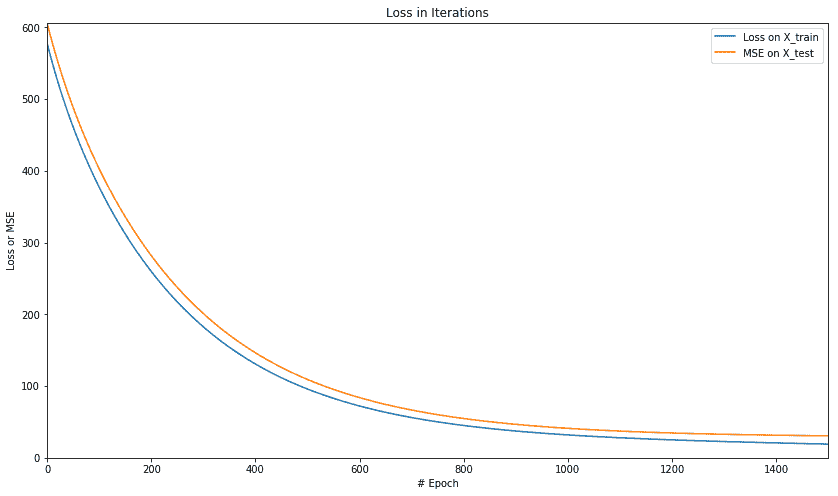 Loss in Iterations
Loss on X_train
MSE on X_test
600
500
400
300
200
100
0
Loss or MSE
0 200 400 600 800 1000 1200 1400
# Epoch